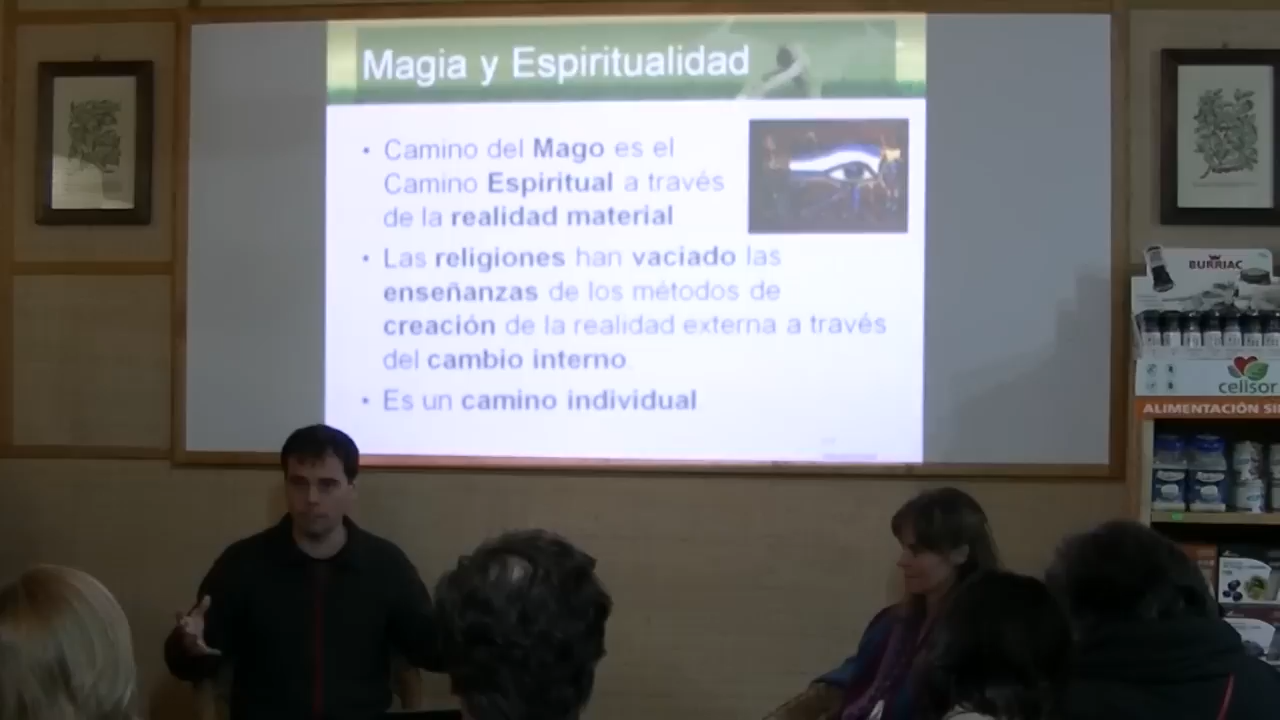 Magia y Espiritualidad
• Camino del Mago es el
Camino Espiritual a través
de la realidad material
• Las religiones han vaciado las
enseñanzas de los métodos de
creación de la realidad externa a través
del cambio interno
• Es un camino individual
BURRIAC
cellsor
ALIMENTACIÓN SI